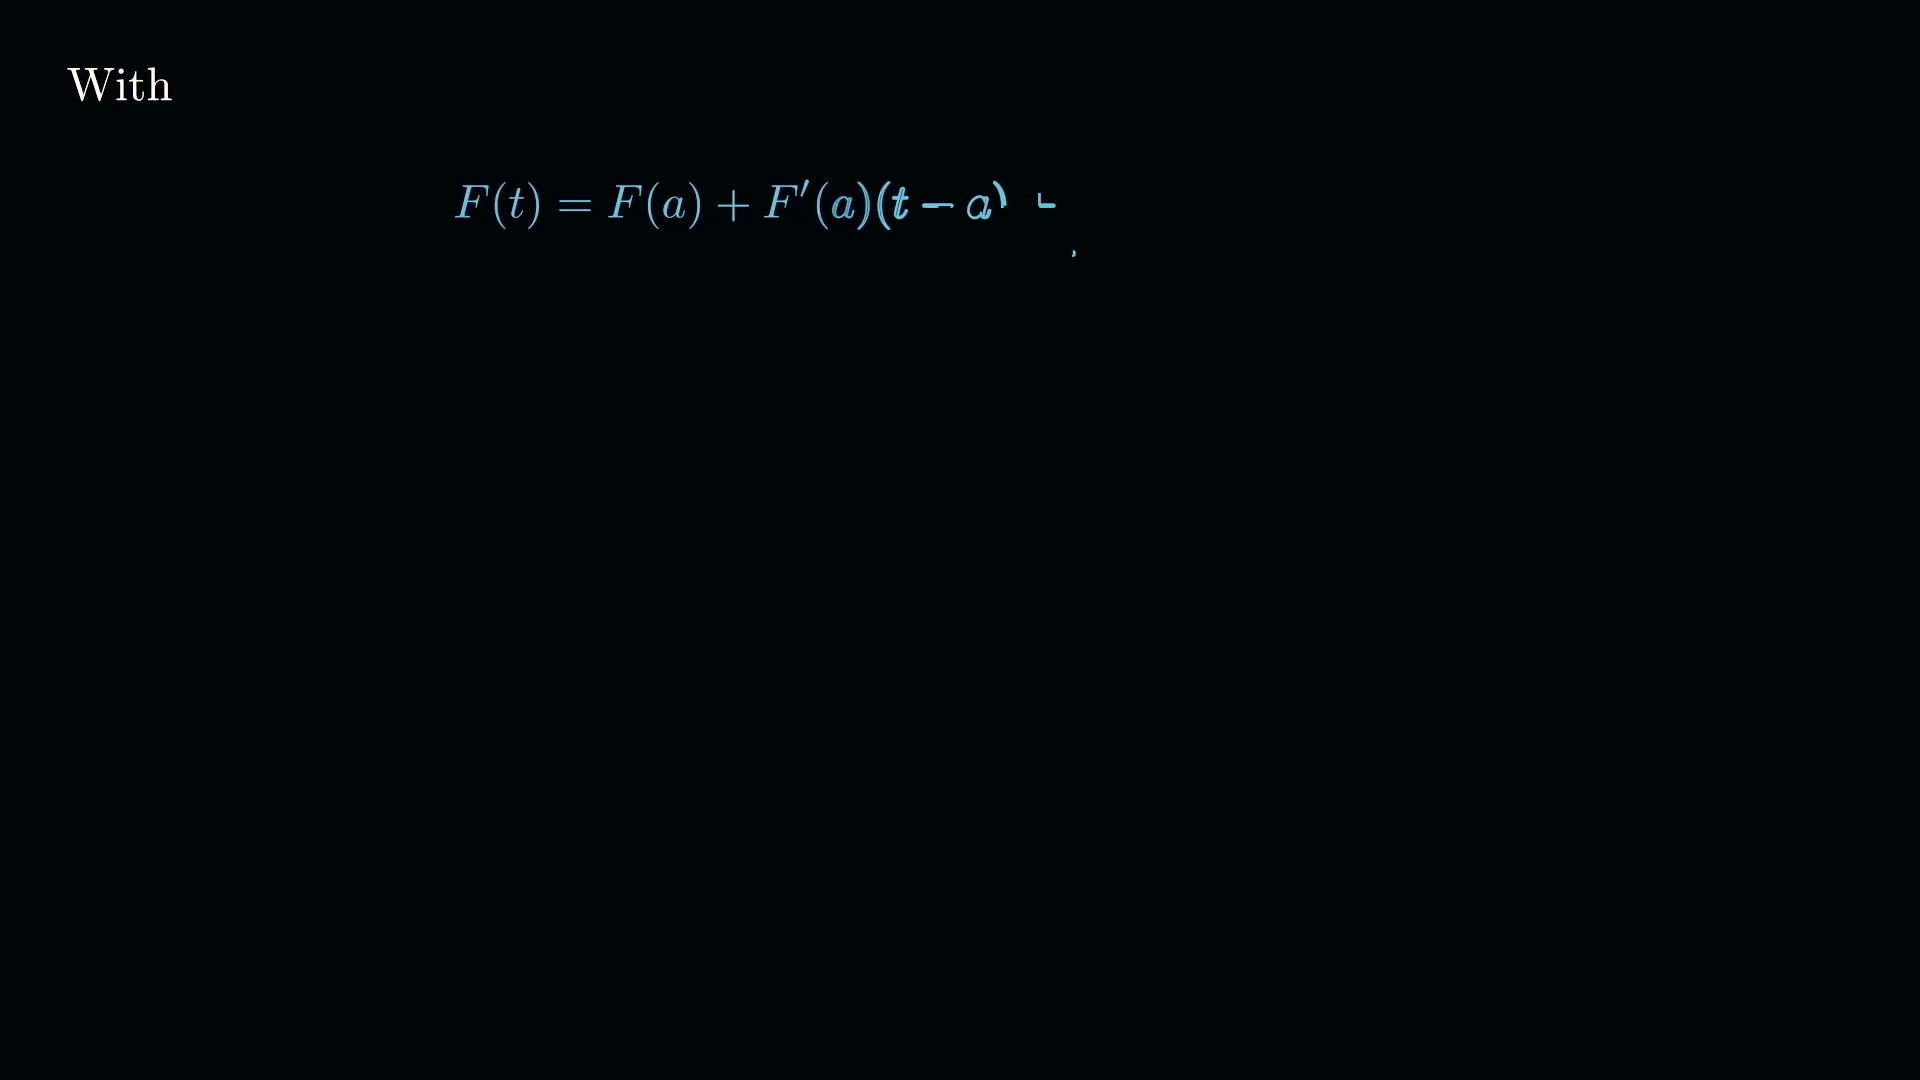 With
F(t) = F(a) + F′(a)(t − a)